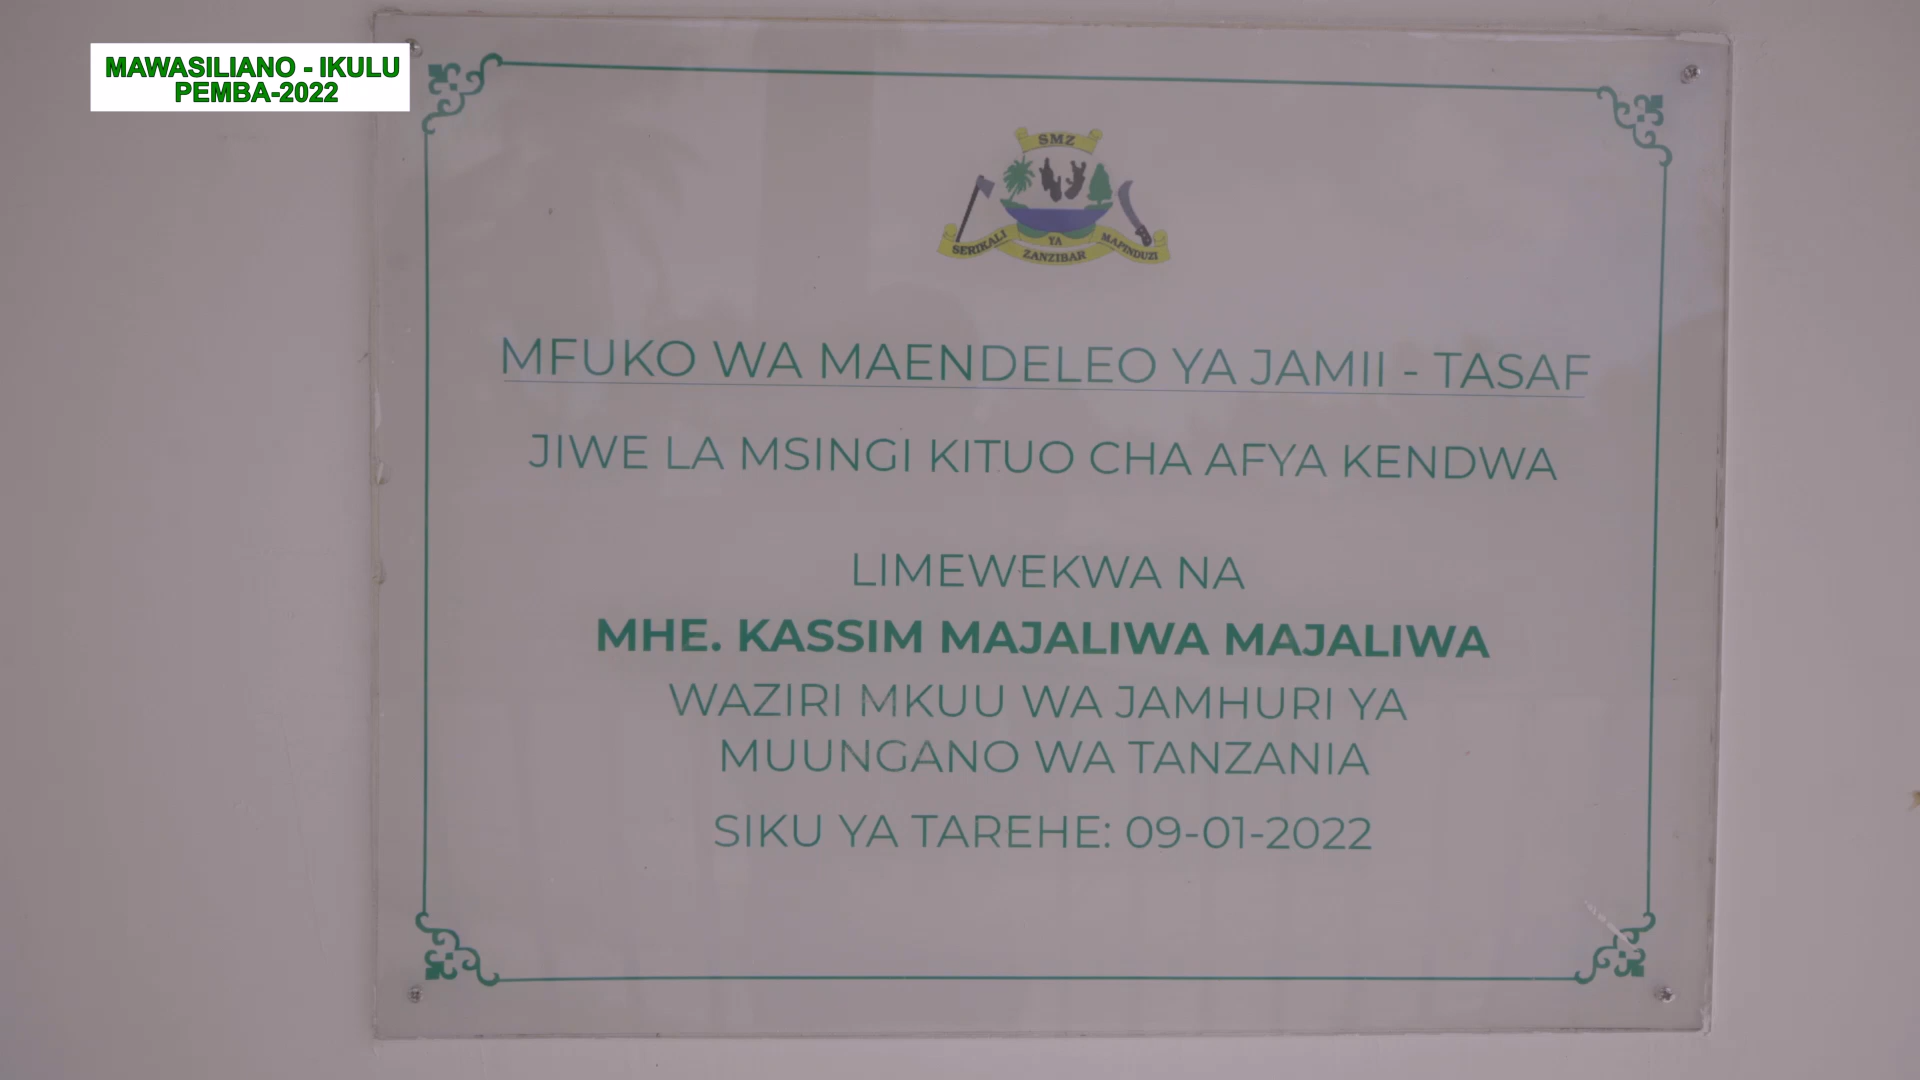 MAWASILIANO - IKULU
PEMBA-2022
SMZ
SERIKALI YA MAPINDUZI
ZANZIBAR
MFUKO WA MAENDELEO YA JAMII - TASAF
JIWE LA MSINGI KITUO CHA AFYA KENDWA
LIMEWEKWA NA
MHE. KASSIM MAJALIWA MAJALIWA
WAZIRI MKUU WA JAMHURI YA
MUUNGANO WA TANZANIA
SIKU YA TAREHE: 09-01-2022